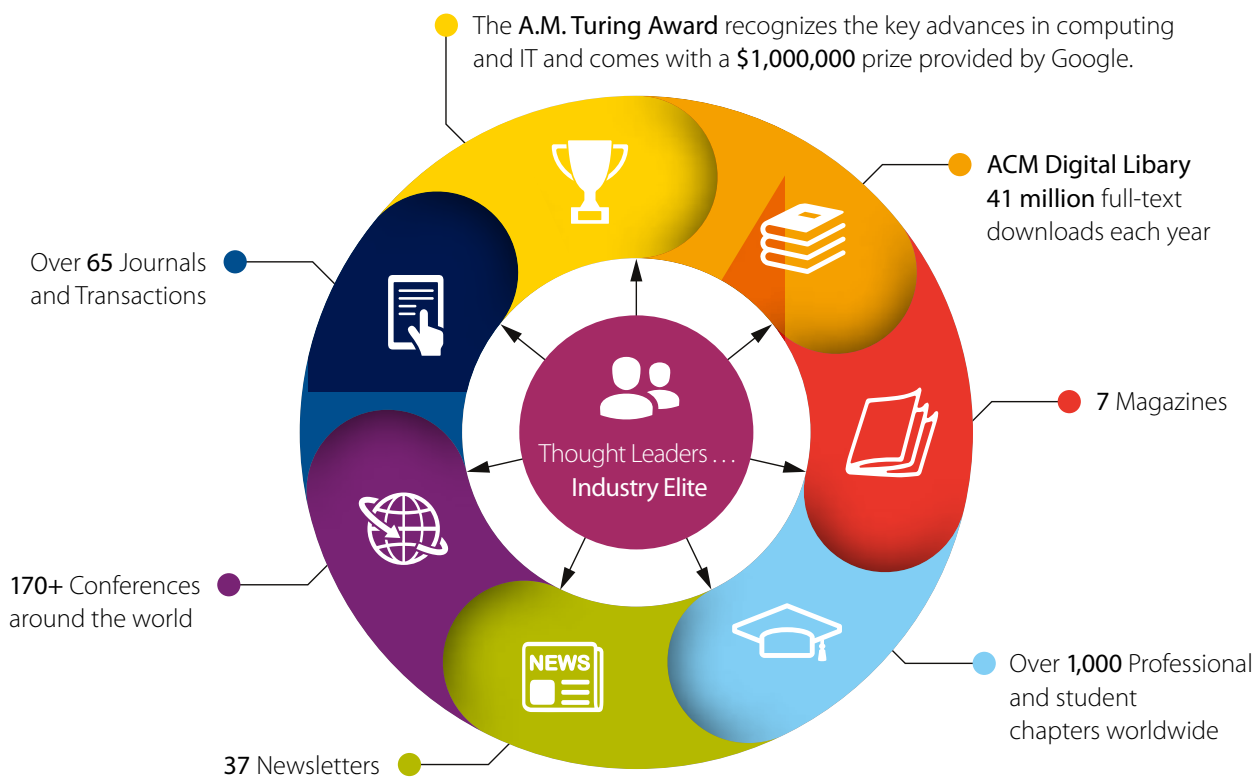 The A.M. Turing Award recognizes the key advances in computing
and IT and comes with a $1,000,000 prize provided by Google.
ACM Digital Libary
41 million full-text
downloads each year
Over 65 Journals
and Transactions
7 Magazines
Thought Leaders…
Industry Elite
170+ Conferences
around the world
NEWS
Over 1,000 Professional
and student
chapters worldwide
37 Newsletters